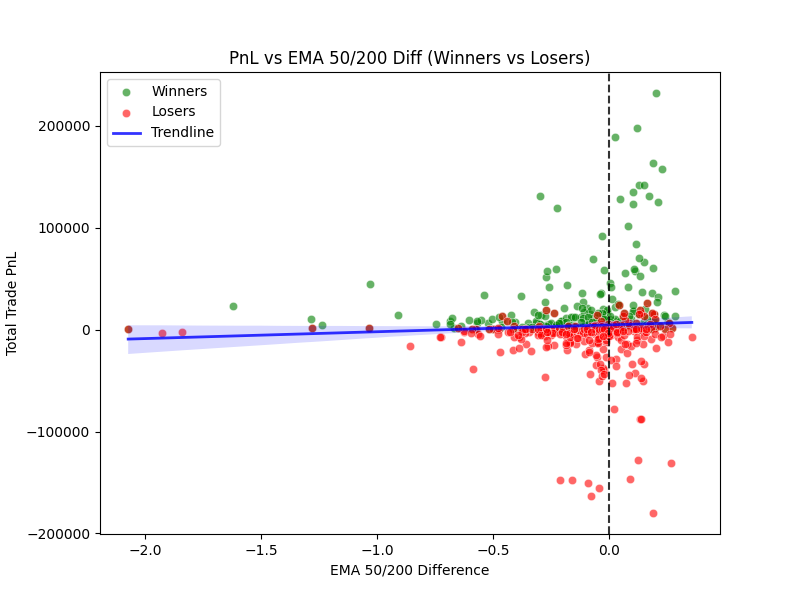 PnL vs EMA 50/200 Diff (Winners vs Losers)
Winners
Losers
Trendline
200000
100000
0
−100000
−200000
Total Trade PnL
−2.0 −1.5 −1.0 −0.5 0.0
EMA 50/200 Difference